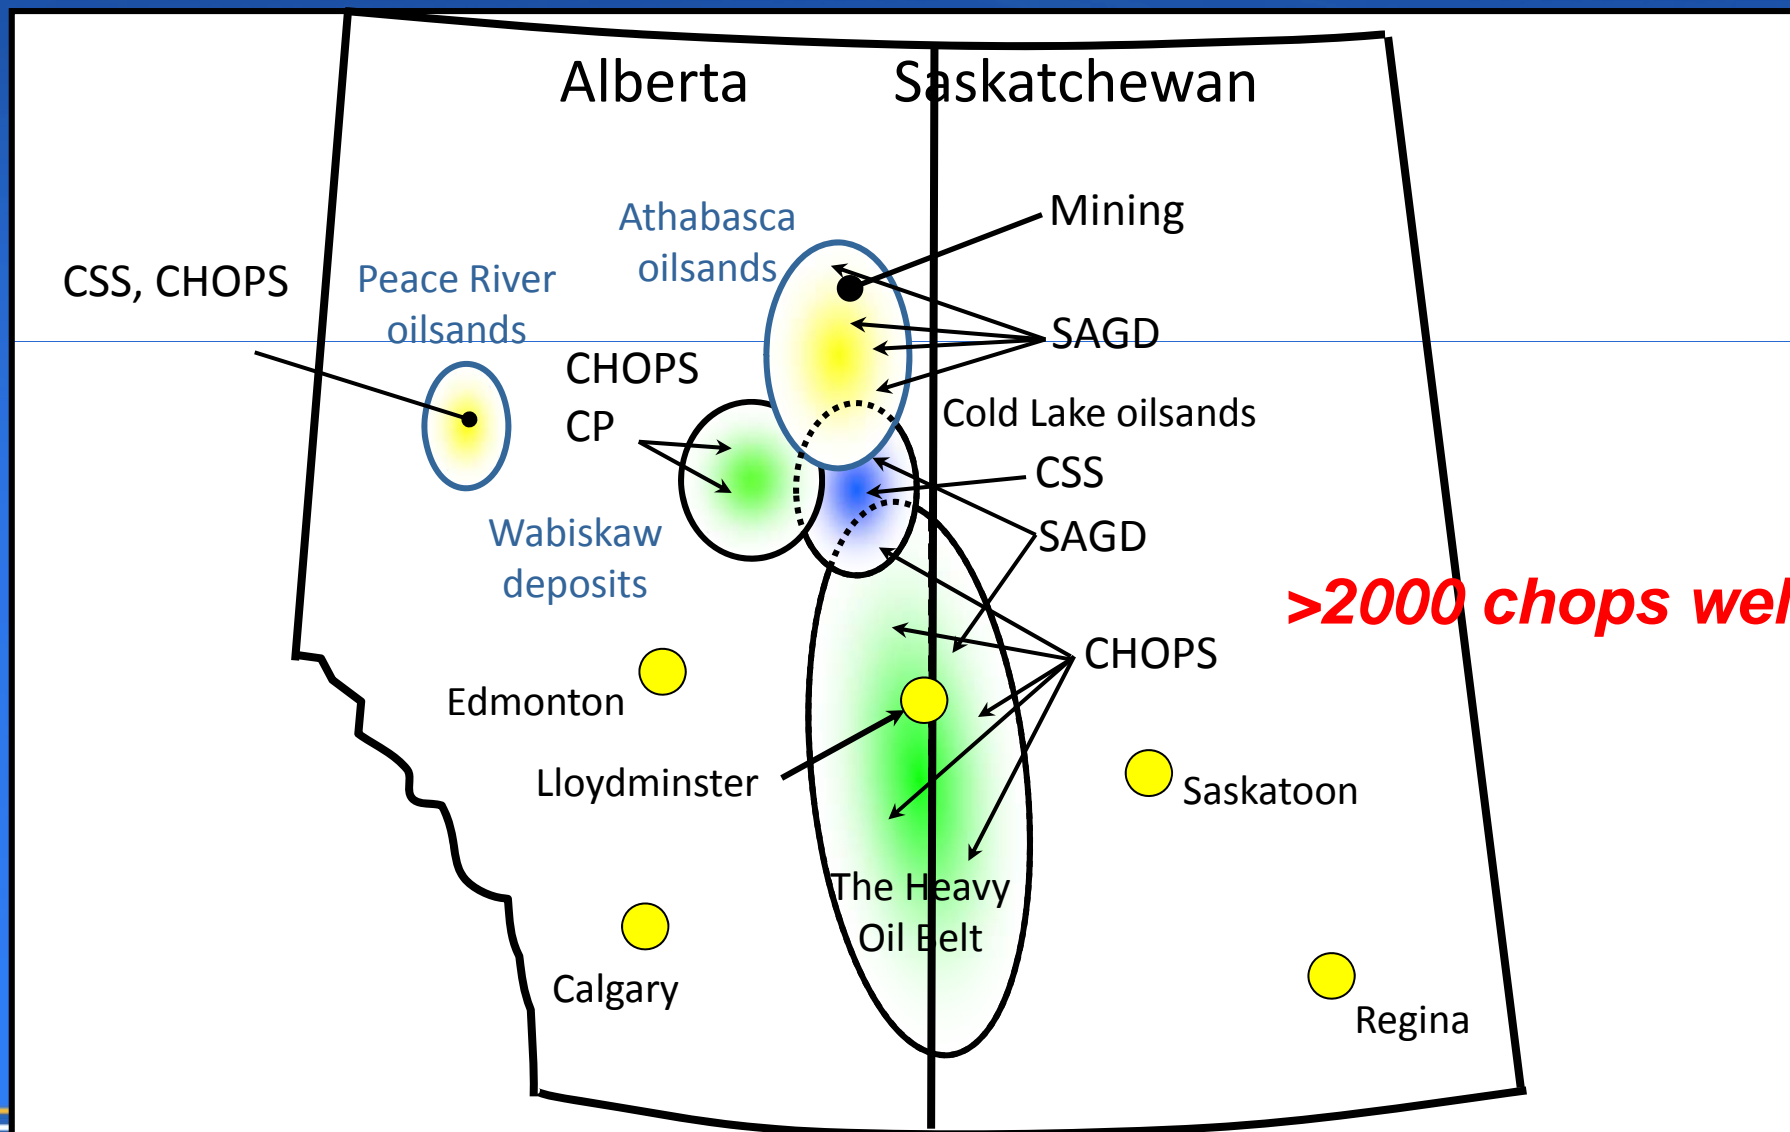 Alberta
Saskatchewan
Mining
Athabasca
oilsands
CSS, CHOPS
Peace River
oilsands
SAGD
CHOPS
CP
Cold Lake oilsands
CSS
SAGD
Wabiskaw
deposits
>2000 chops
CHOPS
Edmonton
Lloydminster
Saskatoon
The Heavy
Oil Belt
Calgary
Regina